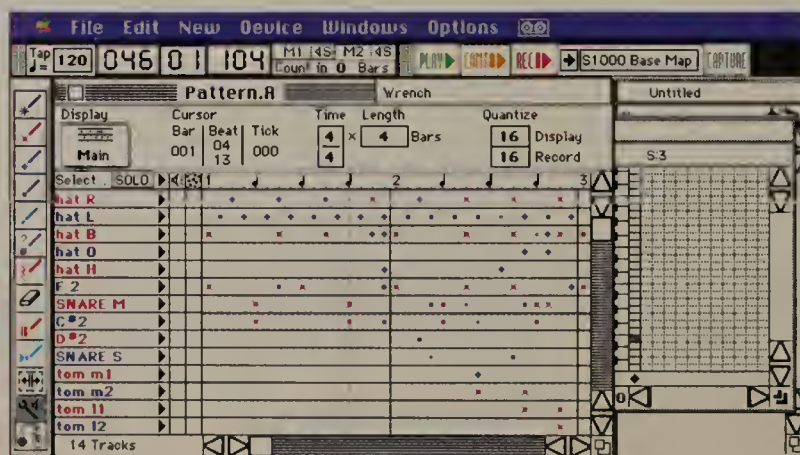 File Edit New Device Windows Options
Tap = 120 046 01 104 M1 4S M2 4S Count in 0 Bars PLAY RECORD S1000 Base Map CAPTURE
Pattern.A Wrench Untitled
Display Cursor Time Length Quantize
Bar Beat Tick 4 × 4 Bars 16 Display
Main 001 04 13 000 4 16 Record
S:3
Select SOLO 1 2 3
hat R
hat L
hat B
hat O
hat H
F 2
SNARE M
C#2
D#2
SNARE S
tom m1
tom m2
tom l1
tom l2
0
14 Tracks